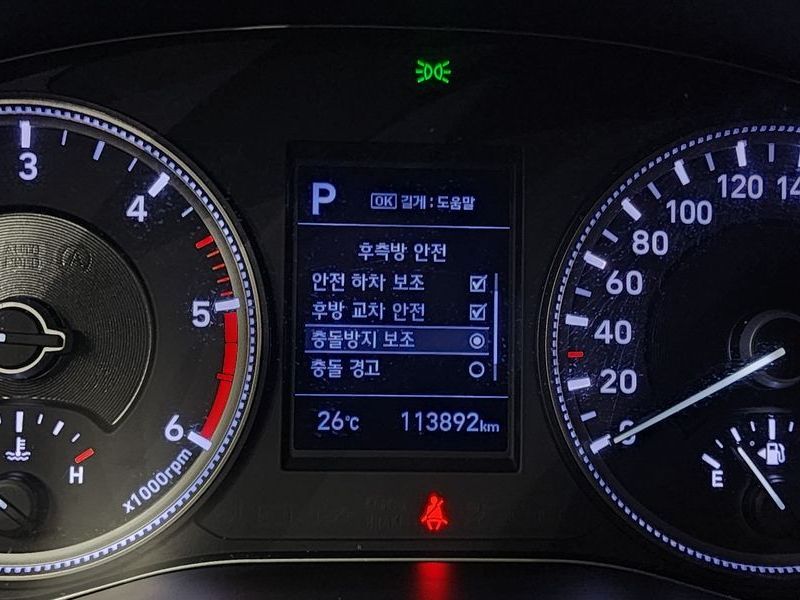 P
OK 길게 : 도움말
후측방 안전
안전 하차 보조
후방 교차 안전
충돌방지 보조
충돌 경고
26℃ 113892km
3
4
5
6
x1000rpm
H
0
20
40
60
80
100
120
E